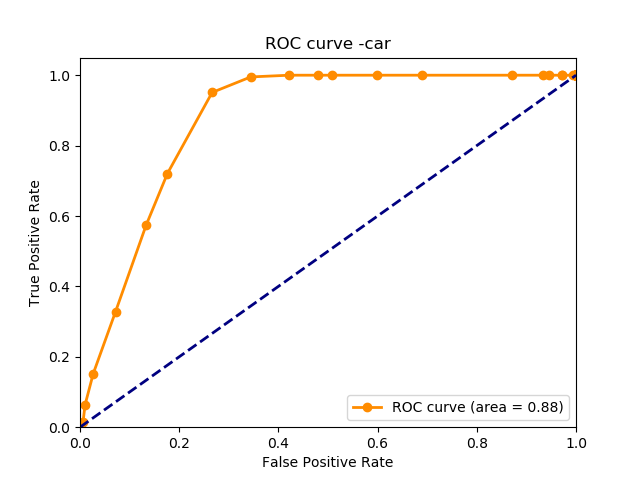 ROC curve -car
1.0
0.8
0.6
0.4
0.2
0.0
True Positive Rate
ROC curve (area = 0.88)
0.0 0.2 0.4 0.6 0.8 1.0
False Positive Rate